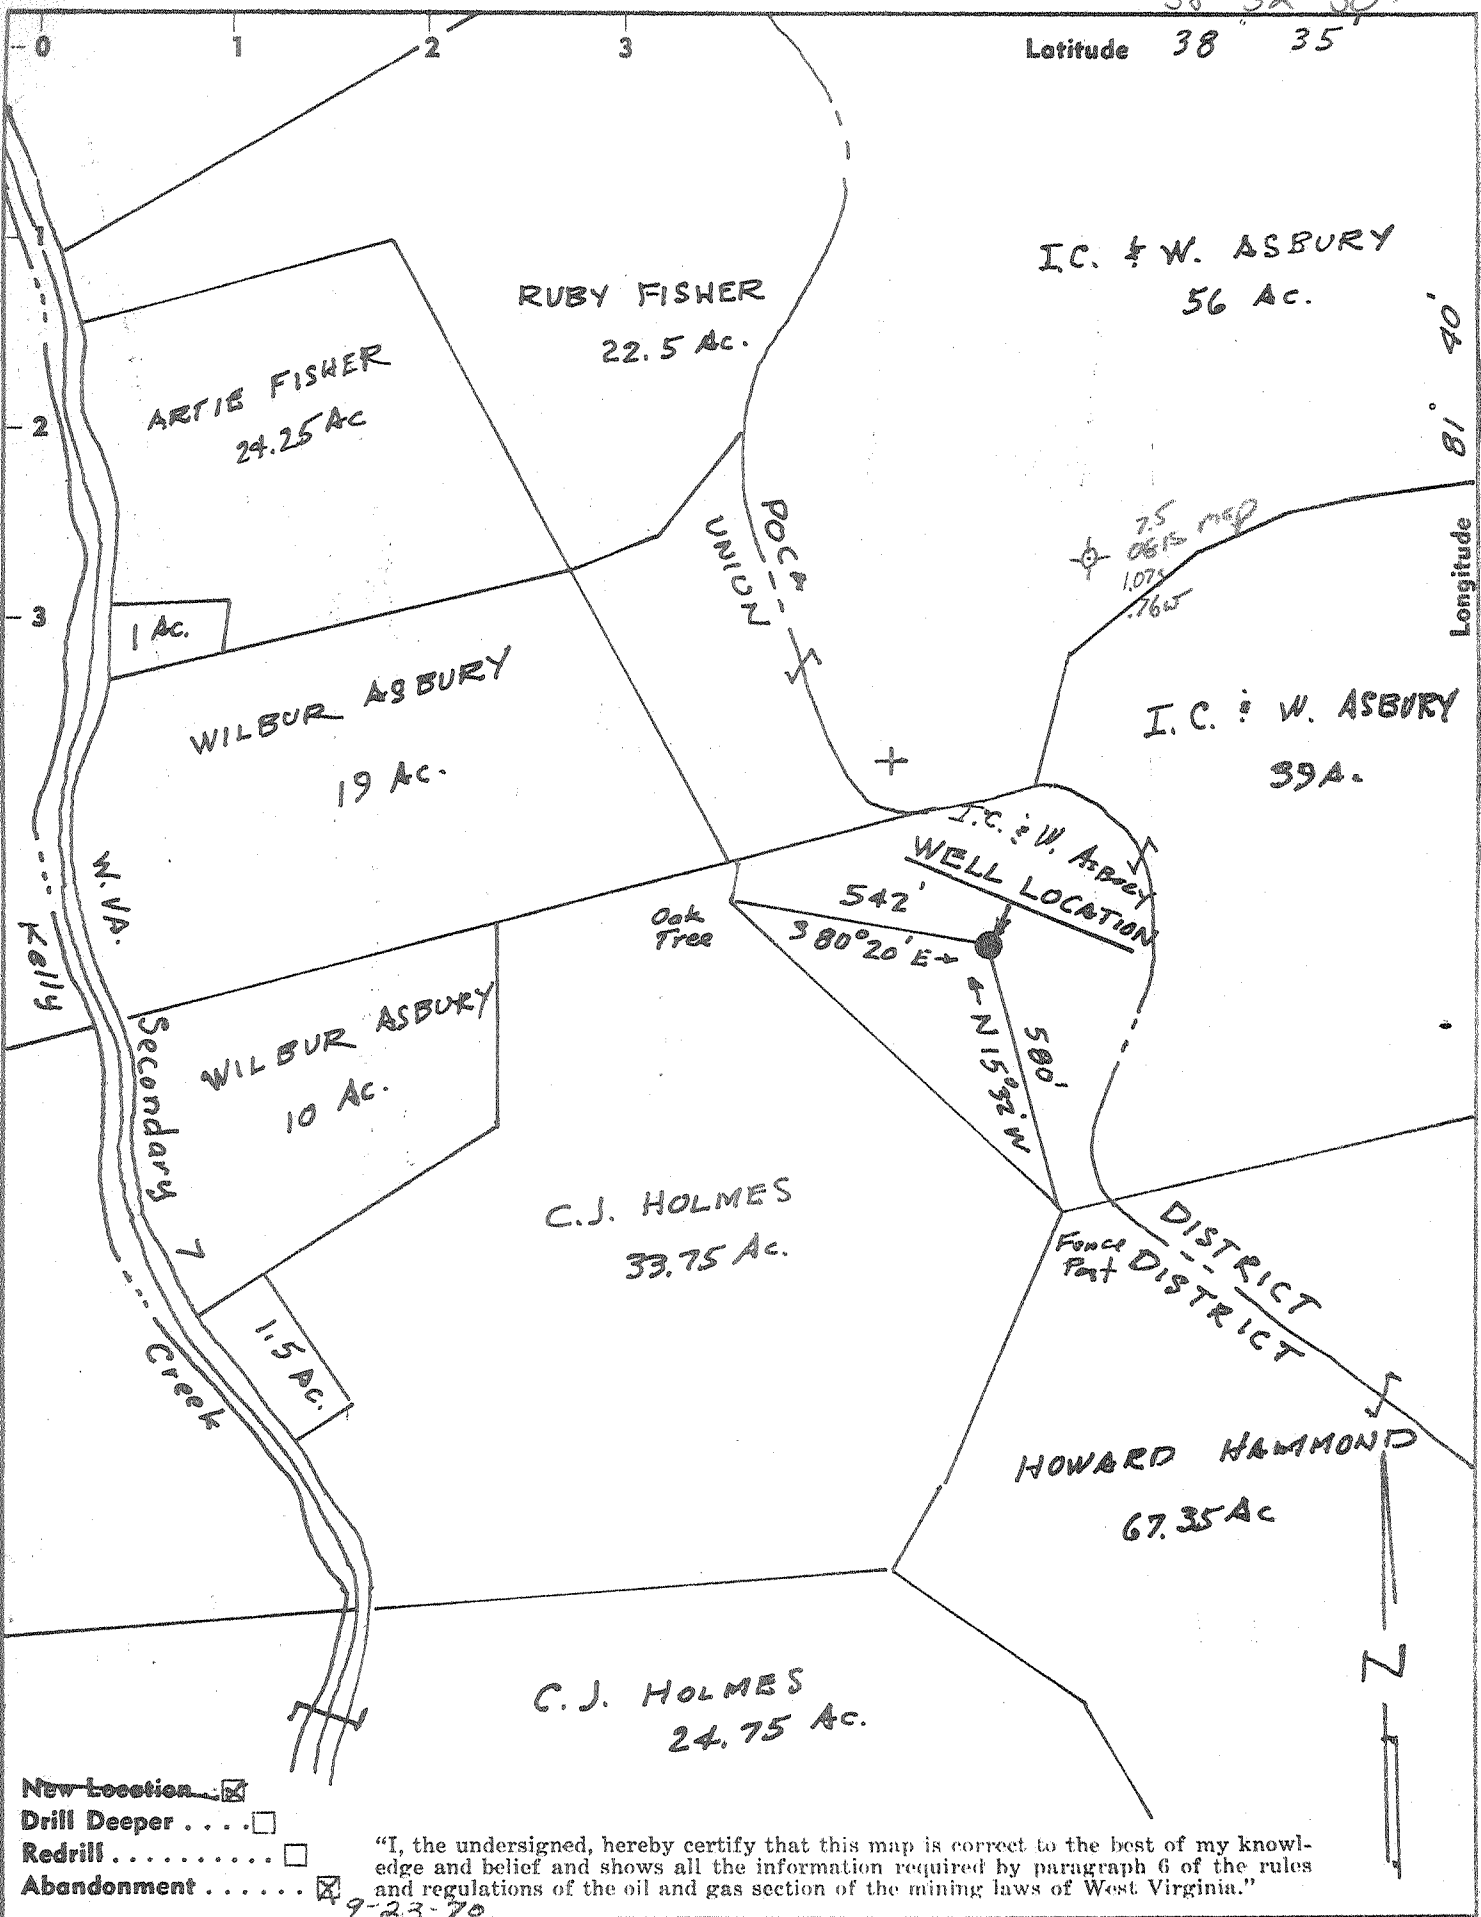 0 1 2 3
Latitude 38° 35'
1
2
3
Longitude 81° 40'
I.C. & W. ASBURY
56 Ac.
RUBY FISHER
22.5 Ac.
ARTIE FISHER
24.25 Ac
POCA
UNION
7.5
map
1.07S
.76W
1 Ac.
WILBUR ASBURY
19 Ac.
I.C. & W. ASBURY
39A.
I.C. & W. Asbury
WELL LOCATION
542'
S 80° 20' E →
Oak
Tree
← N 15° 32' W
580'
W. VA.
Secondary 7
Kelly
Creek
WILBUR ASBURY
10 Ac.
C.J. HOLMES
33.75 Ac.
Fence
Post
DISTRICT
DISTRICT
1.5 Ac.
HOWARD HAMMOND
67.35 Ac
N
C. J. HOLMES
24.75 Ac.
New Location ☒
Drill Deeper . . . . ☐
Redrill . . . . . . . . . . ☐
Abandonment . . . . . . ☒
9-23-70
"I, the undersigned, hereby certify that this map is correct to the best of my knowl-
edge and belief and shows all the information required by paragraph 6 of the rules
and regulations of the oil and gas section of the mining laws of West Virginia."